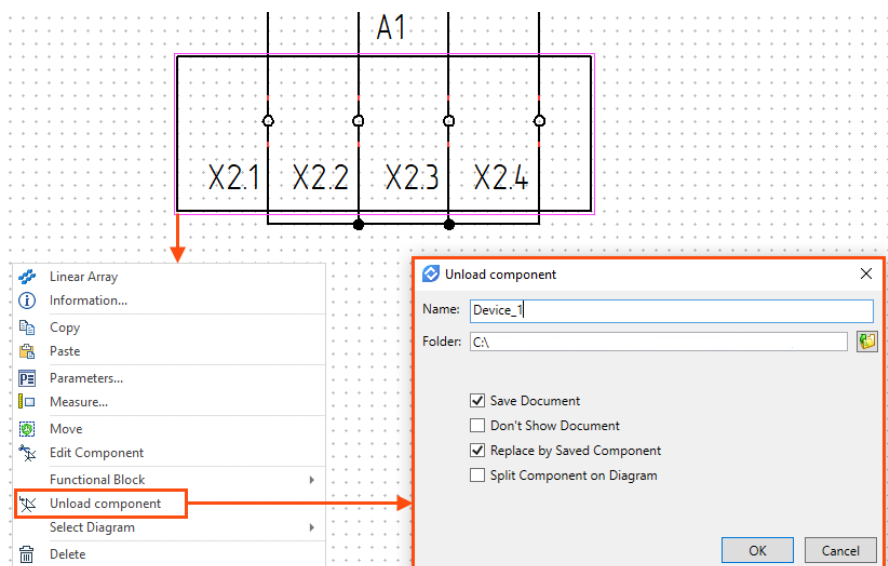 A1
X2.1 X2.2 X2.3 X2.4
Linear Array
Information...
Copy
Paste
Parameters...
Measure...
Move
Edit Component
Functional Block
Unload component
Select Diagram
Delete
Unload component
Name: Device_1
Folder: C:\
Save Document
Don't Show Document
Replace by Saved Component
Split Component on Diagram
OK Cancel